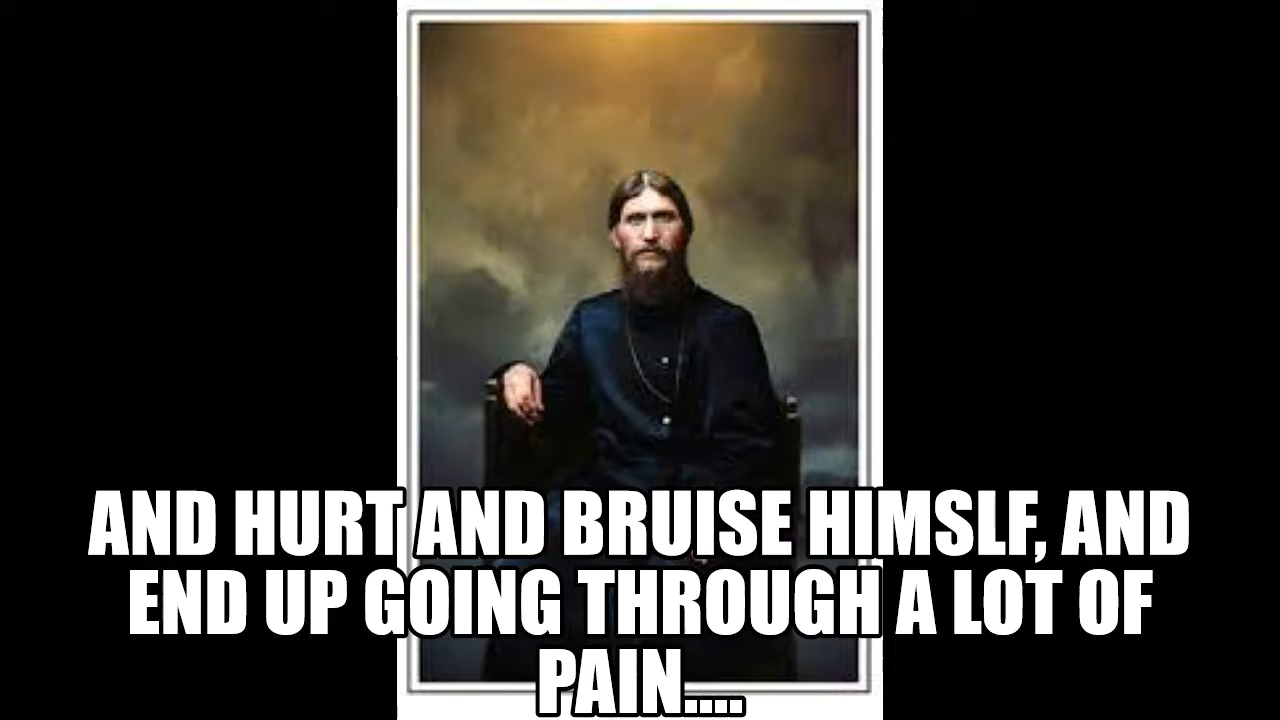 AND HURT AND BRUISE HIMSLF, AND
END UP GOING THROUGH A LOT OF
PAIN....